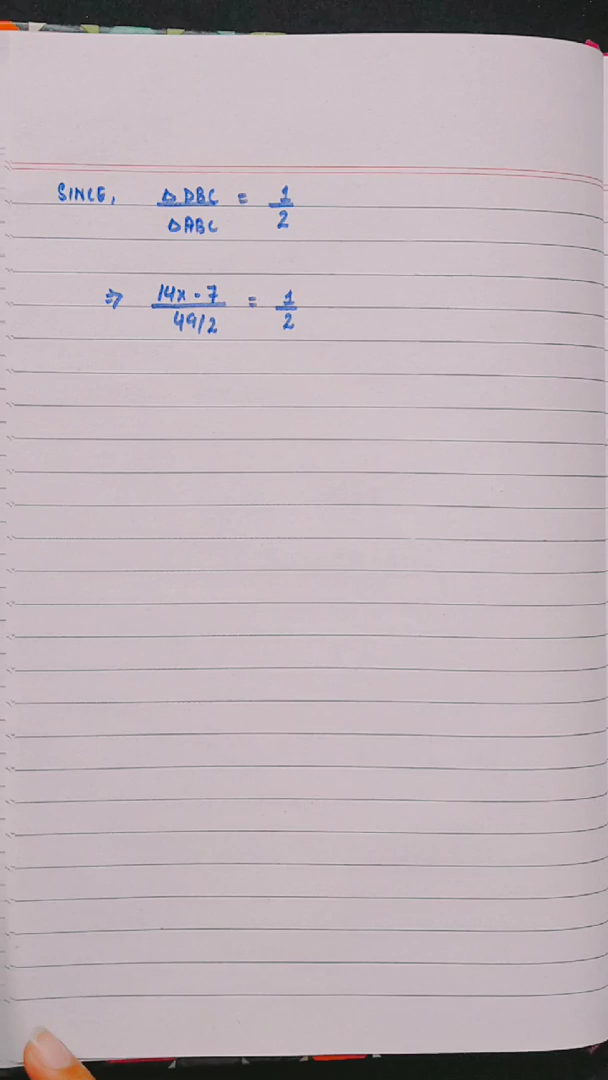 SINCE, ΔDBC / ΔABC = 1/2
⇒ 14x - 7 / 49/2 = 1/2